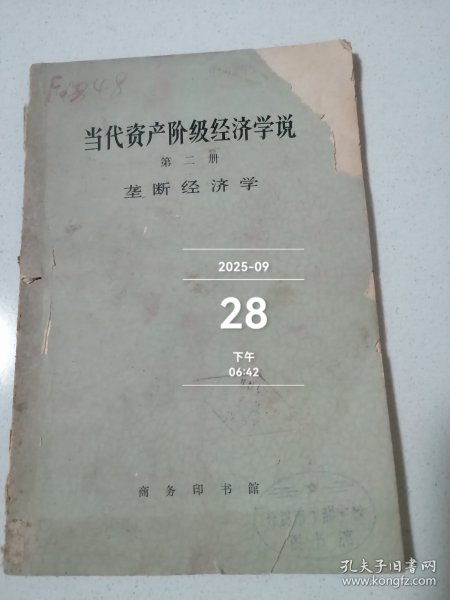 当代资产阶级经济学说
第二册
垄断经济学
2025-09
28
下午
06:42
商务印书馆
孔夫子旧书网
www.kongfz.com